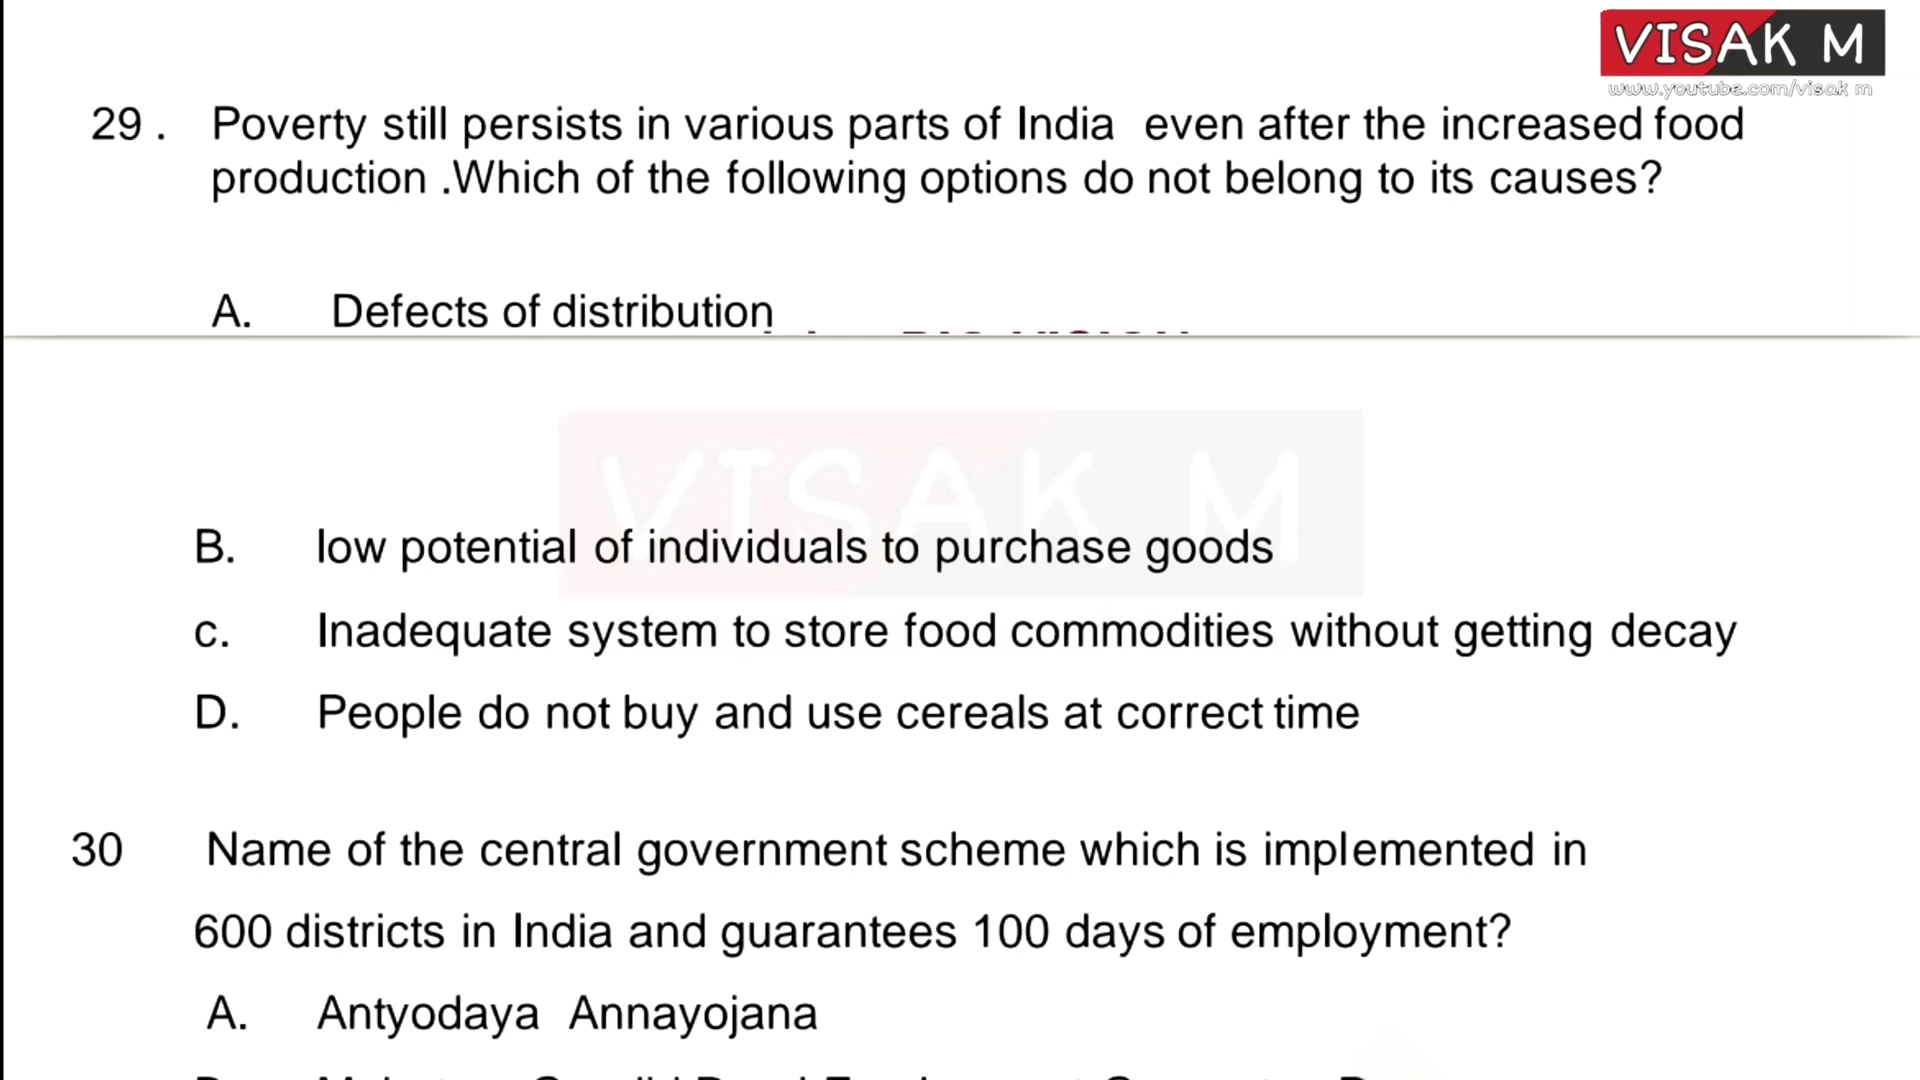 VISAK M
www.youtube.com/visak m
29 . Poverty still persists in various parts of India even after the increased food
production .Which of the following options do not belong to its causes?
A. Defects of distribution
VISAK M
B. low potential of individuals to purchase goods
c. Inadequate system to store food commodities without getting decay
D. People do not buy and use cereals at correct time
30 Name of the central government scheme which is implemented in
600 districts in India and guarantees 100 days of employment?
A. Antyodaya Annayojana